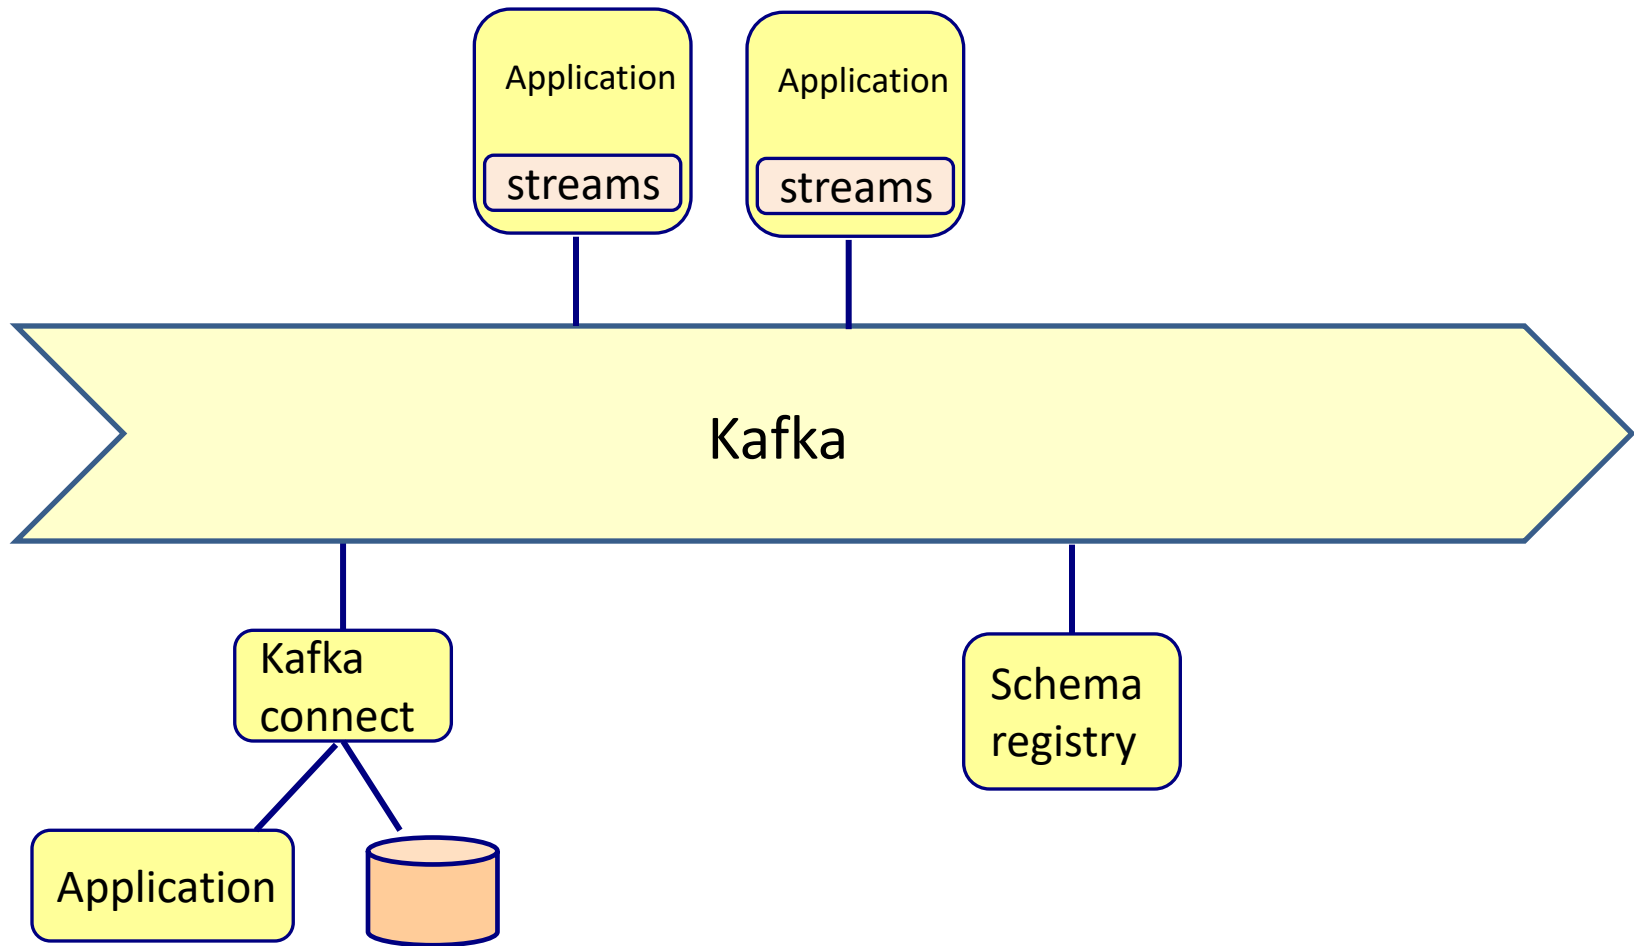 Application
Application
streams
streams
Kafka
Kafka
connect
Schema
registry
Application